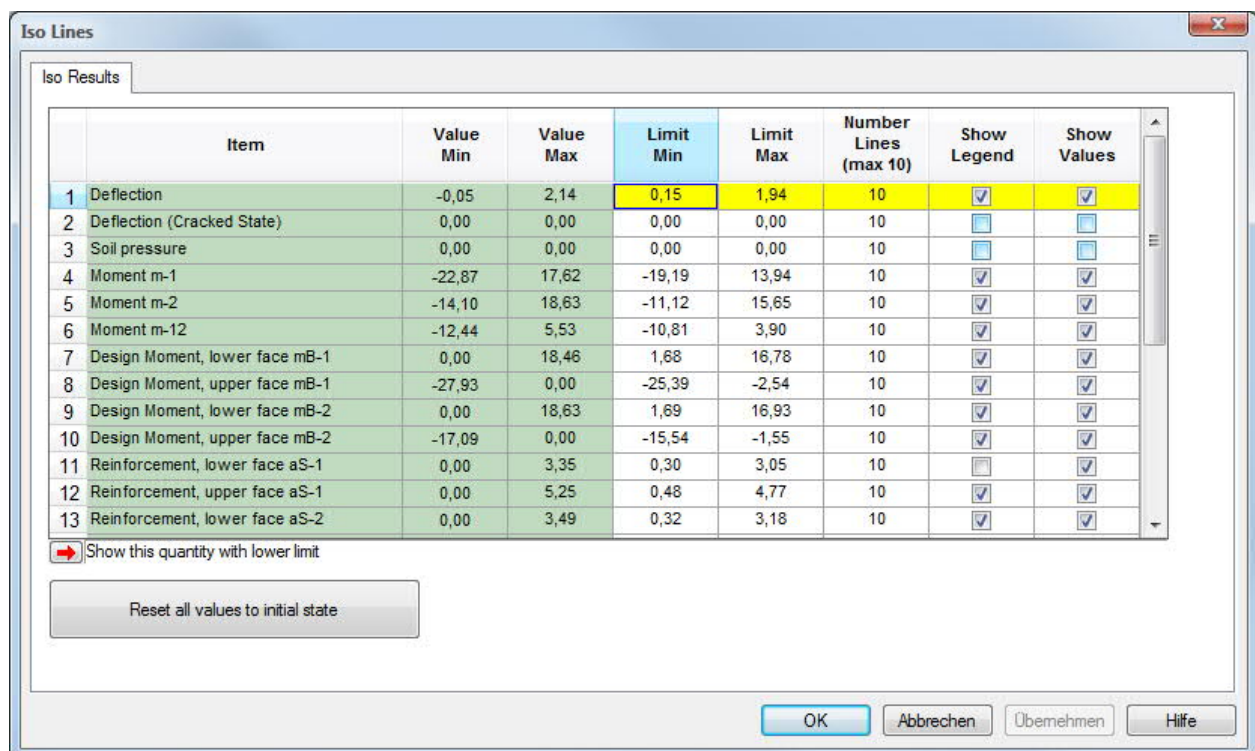 Iso Lines
Iso Results
Item Value Min Value Max Limit Min Limit Max Number Lines (max 10) Show Legend Show Values
1 Deflection -0,05 2,14 0,15 1,94 10
2 Deflection (Cracked State) 0,00 0,00 0,00 0,00 10
3 Soil pressure 0,00 0,00 0,00 0,00 10
4 Moment m-1 -22,87 17,62 -19,19 13,94 10
5 Moment m-2 -14,10 18,63 -11,12 15,65 10
6 Moment m-12 -12,44 5,53 -10,81 3,90 10
7 Design Moment, lower face mB-1 0,00 18,46 1,68 16,78 10
8 Design Moment, upper face mB-1 -27,93 0,00 -25,39 -2,54 10
9 Design Moment, lower face mB-2 0,00 18,63 1,69 16,93 10
10 Design Moment, upper face mB-2 -17,09 0,00 -15,54 -1,55 10
11 Reinforcement, lower face aS-1 0,00 3,35 0,30 3,05 10
12 Reinforcement, upper face aS-1 0,00 5,25 0,48 4,77 10
13 Reinforcement, lower face aS-2 0,00 3,49 0,32 3,18 10
Show this quantity with lower limit
Reset all values to initial state
OK Abbrechen Übernehmen Hilfe